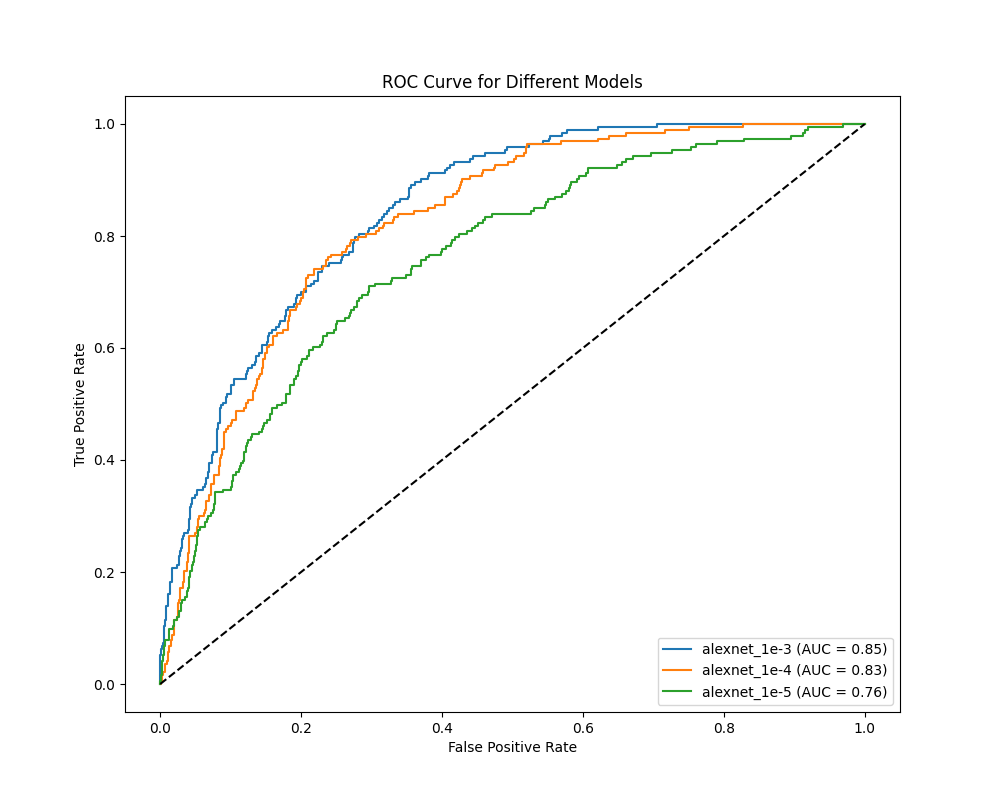 ROC Curve for Different Models
1.0
0.8
0.6
0.4
0.2
0.0
True Positive Rate
0.0 0.2 0.4 0.6 0.8 1.0
False Positive Rate
alexnet_1e-3 (AUC = 0.85)
alexnet_1e-4 (AUC = 0.83)
alexnet_1e-5 (AUC = 0.76)